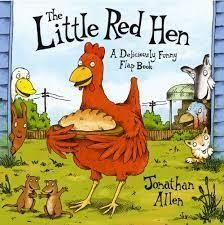 The
Little Red Hen
A Deliciously Funny
Flap Book
Jonathan
Allen